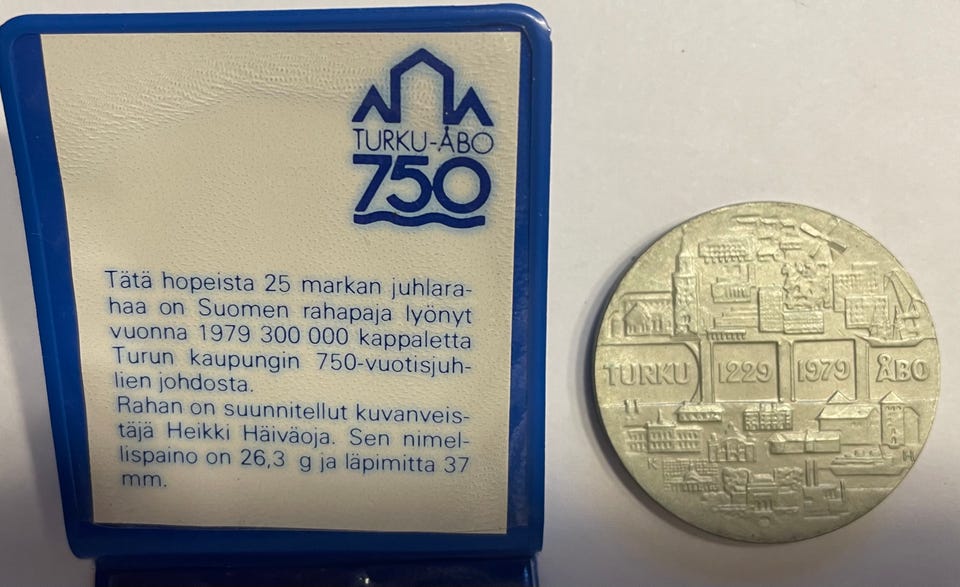 TURKU-ÅBO
750
Tätä hopeista 25 markan juhlara-
haa on Suomen rahapaja lyönyt
vuonna 1979 300 000 kappaletta
Turun kaupungin 750-vuotisjuh-
lien johdosta.
Rahan on suunnitellut kuvanveis-
täjä Heikki Häiväoja. Sen nimel-
lispaino on 26,3 g ja läpimitta 37
mm.
TURKU 1229 1979 ÅBO
K H